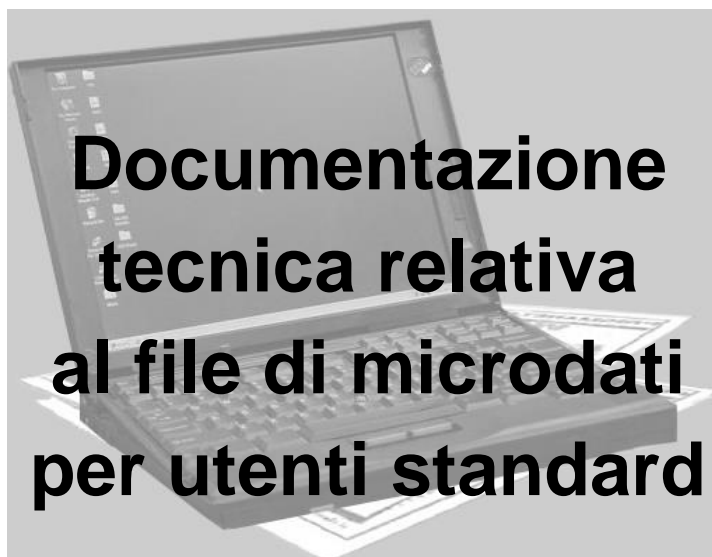 Documentazione
tecnica relativa
al file di microdati
per utenti standard